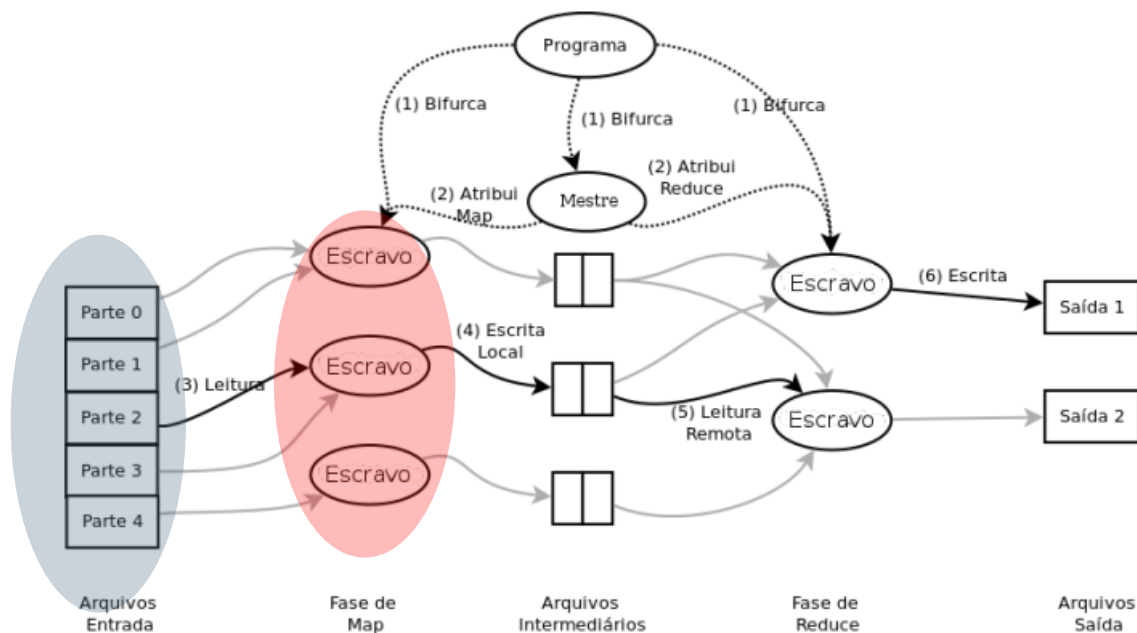 Programa
(1) Bifurca
(1) Bifurca
(1) Bifurca
(2) Atribui
Map
Mestre
(2) Atribui
Reduce
Escravo
Escravo
(6) Escrita
Parte 0
Saída 1
Parte 1
(3) Leitura
Escravo
(4) Escrita
Local
Parte 2
(5) Leitura
Remota
Escravo
Saída 2
Parte 3
Escravo
Parte 4
Arquivos
Entrada
Fase de
Map
Arquivos
Intermediários
Fase de
Reduce
Arquivos
Saída